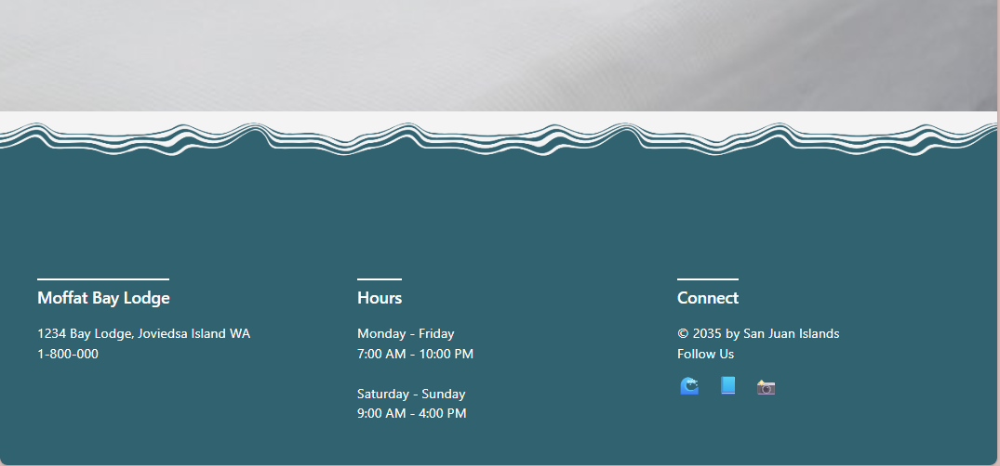 Moffat Bay Lodge
1234 Bay Lodge, Joviedsa Island WA
1-800-000
Hours
Monday - Friday
7:00 AM - 10:00 PM
Saturday - Sunday
9:00 AM - 4:00 PM
Connect
© 2035 by San Juan Islands
Follow Us